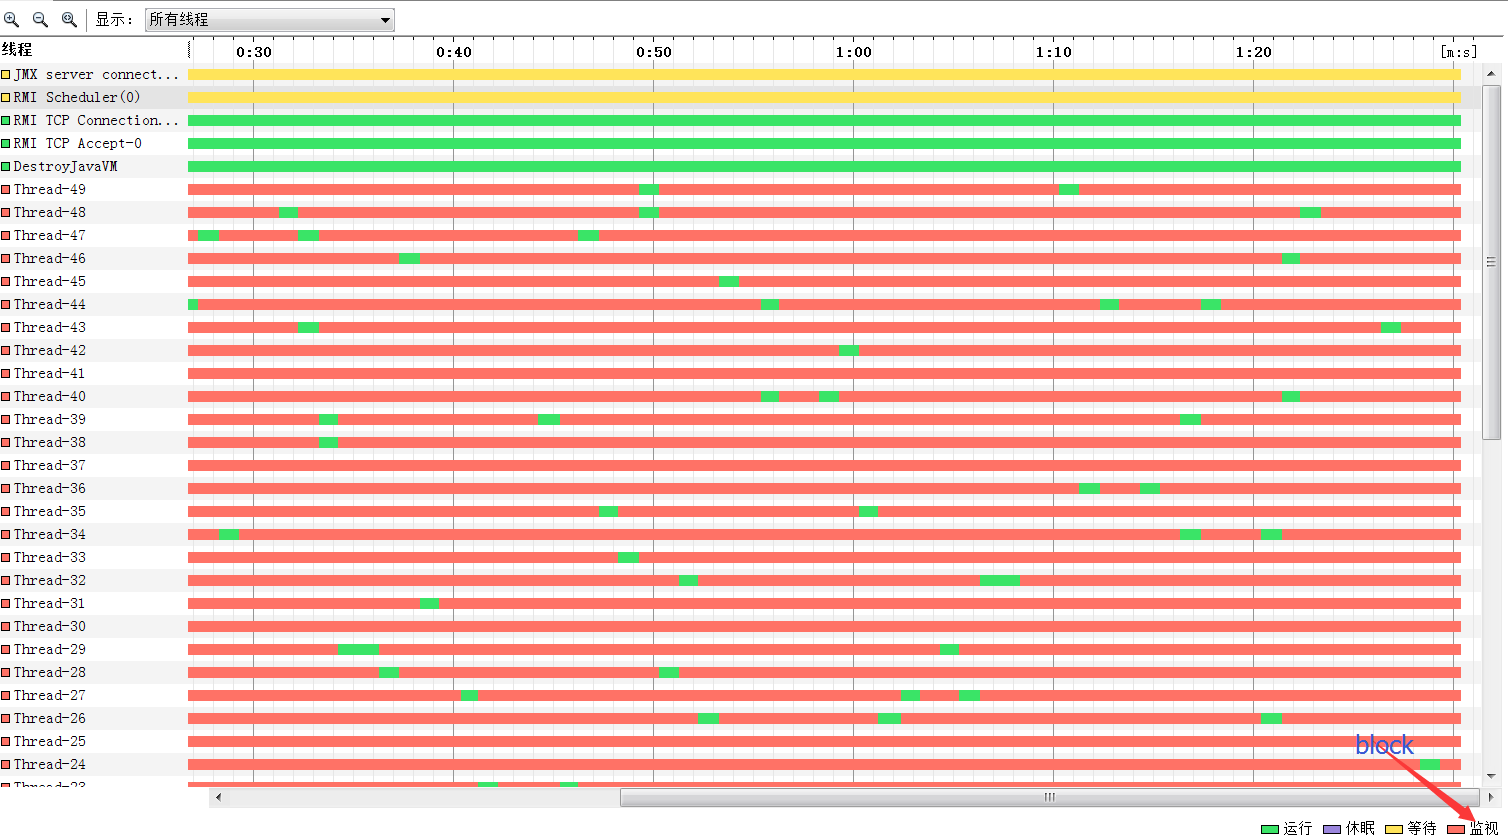 显示： 所有线程
线程 0:30 0:40 0:50 1:00 1:10 1:20 [m:s]
JMX server connect...
RMI Scheduler(0)
RMI TCP Connection...
RMI TCP Accept-0
DestroyJavaVM
Thread-49
Thread-48
Thread-47
Thread-46
Thread-45
Thread-44
Thread-43
Thread-42
Thread-41
Thread-40
Thread-39
Thread-38
Thread-37
Thread-36
Thread-35
Thread-34
Thread-33
Thread-32
Thread-31
Thread-30
Thread-29
Thread-28
Thread-27
Thread-26
Thread-25
block
Thread-24
Thread-23
运行 休眠 等待 监视